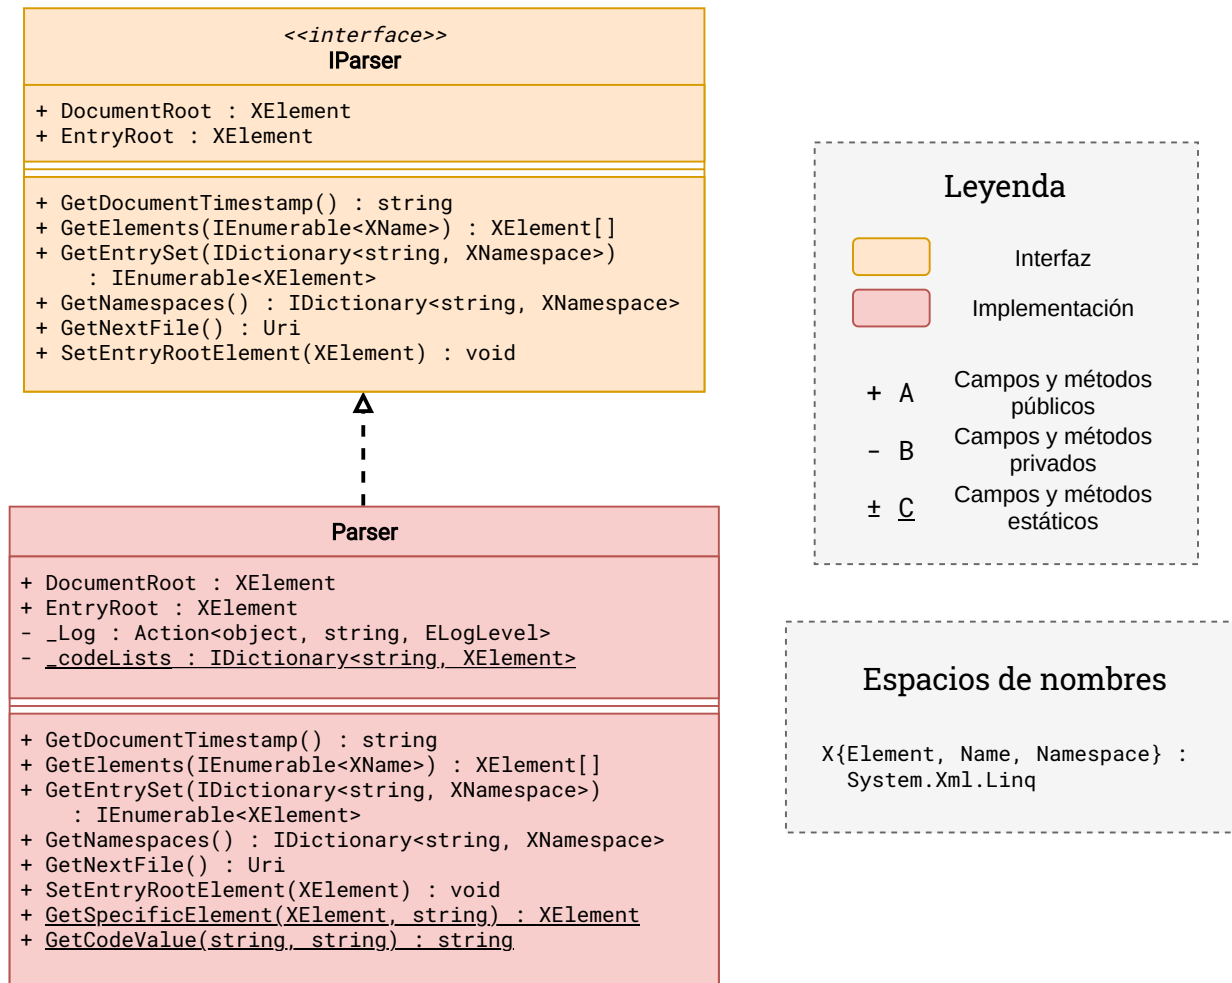 <<interface>>
IParser
+ DocumentRoot : XElement
+ EntryRoot : XElement
+ GetDocumentTimestamp() : string
+ GetElements(IEnumerable<XName>) : XElement[]
+ GetEntrySet(IDictionary<string, XNamespace>)
: IEnumerable<XElement>
+ GetNamespaces() : IDictionary<string, XNamespace>
+ GetNextFile() : Uri
+ SetEntryRootElement(XElement) : void
Parser
+ DocumentRoot : XElement
+ EntryRoot : XElement
- _Log : Action<object, string, ELogLevel>
- _codeLists : IDictionary<string, XElement>
+ GetDocumentTimestamp() : string
+ GetElements(IEnumerable<XName>) : XElement[]
+ GetEntrySet(IDictionary<string, XNamespace>)
: IEnumerable<XElement>
+ GetNamespaces() : IDictionary<string, XNamespace>
+ GetNextFile() : Uri
+ SetEntryRootElement(XElement) : void
+ GetSpecificElement(XElement, string) : XElement
+ GetCodeValue(string, string) : string
Leyenda
Interfaz
Implementación
+ A Campos y métodos
públicos
- B Campos y métodos
privados
± C Campos y métodos
estáticos
Espacios de nombres
X{Element, Name, Namespace} :
System.Xml.Linq